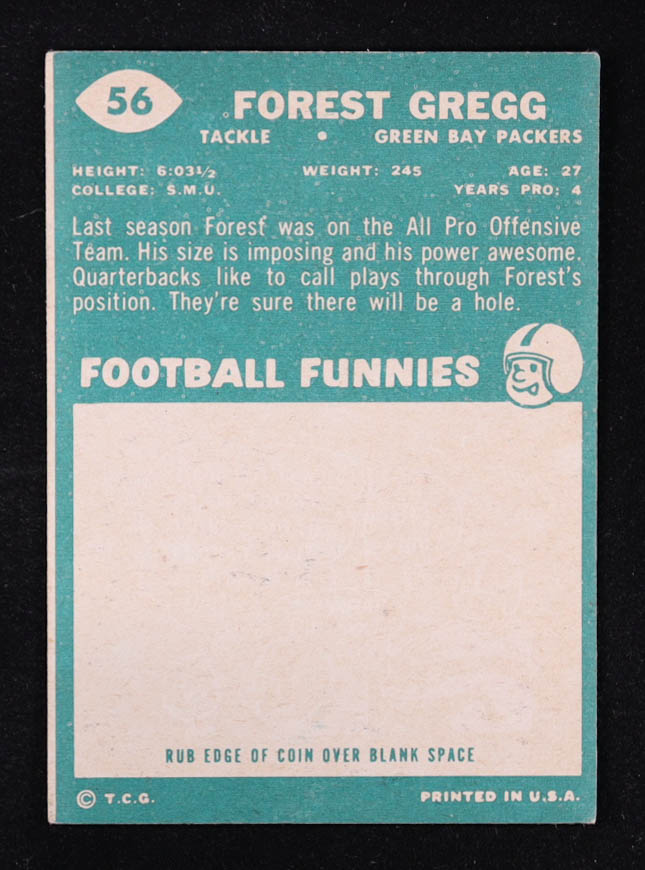 56
FOREST GREGG
TACKLE • GREEN BAY PACKERS
HEIGHT: 6:03½ WEIGHT: 245 AGE: 27
COLLEGE: S.M.U. YEARS PRO: 4
Last season Forest was on the All Pro Offensive
Team. His size is imposing and his power awesome.
Quarterbacks like to call plays through Forest's
position. They're sure there will be a hole.
FOOTBALL FUNNIES
RUB EDGE OF COIN OVER BLANK SPACE
© T.C.G. PRINTED IN U.S.A.